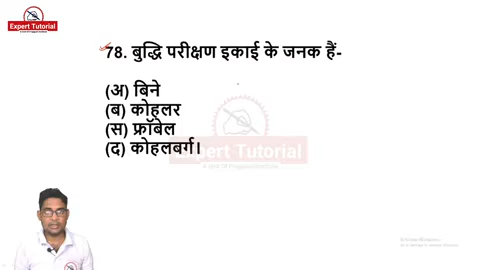 Expert Tutorial
78. बुद्धि परीक्षण इकाई के जनक हैं-
(अ) बिने
(ब) कोहलर
(स) फ्रॉबेल
(द) कोहलबर्ग।
Expert Tutorial